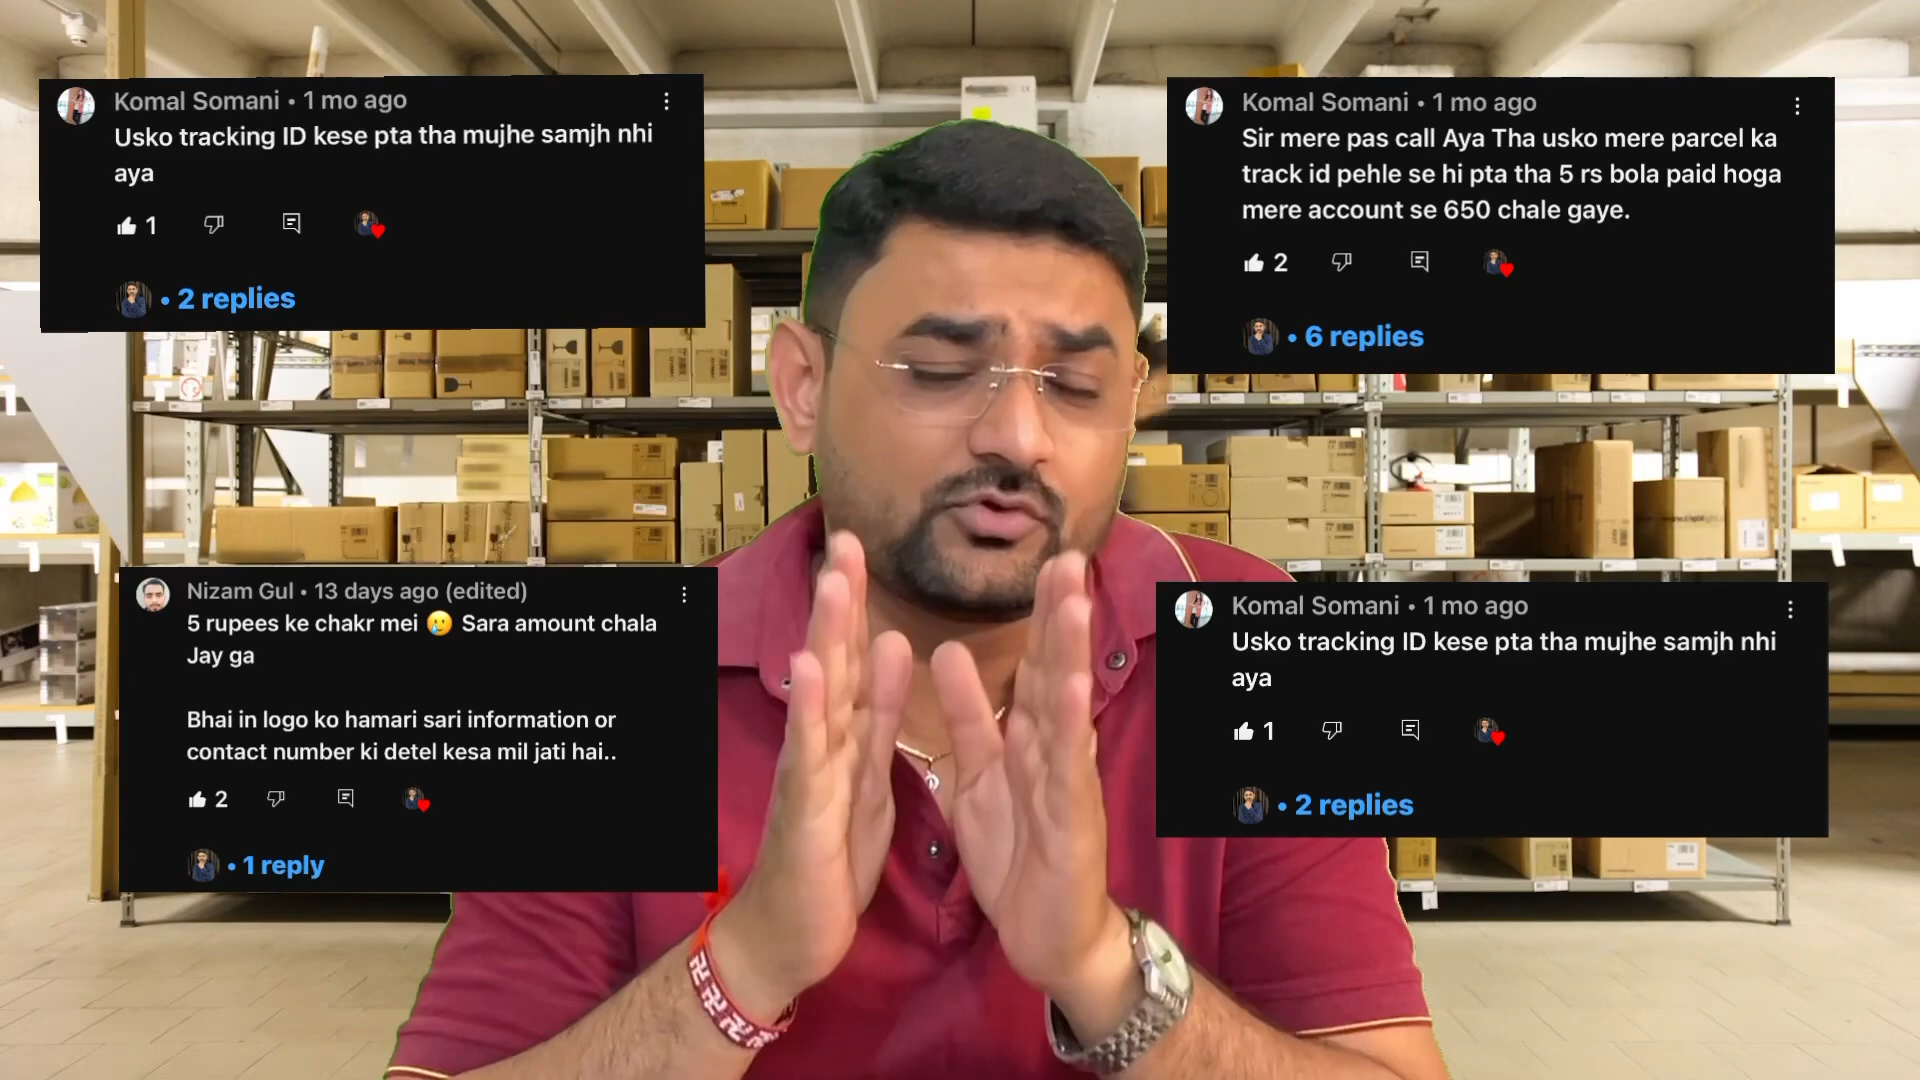 Komal Somani • 1 mo ago
Usko tracking ID kese pta tha mujhe samjh nhi
aya
1
• 2 replies
Komal Somani • 1 mo ago
Sir mere pas call Aya Tha usko mere parcel ka
track id pehle se hi pta tha 5 rs bola paid hoga
mere account se 650 chale gaye.
2
• 6 replies
Nizam Gul • 13 days ago (edited)
5 rupees ke chakr mei 🥲 Sara amount chala
Jay ga
Bhai in logo ko hamari sari information or
contact number ki detel kesa mil jati hai..
2
• 1 reply
Komal Somani • 1 mo ago
Usko tracking ID kese pta tha mujhe samjh nhi
aya
1
• 2 replies